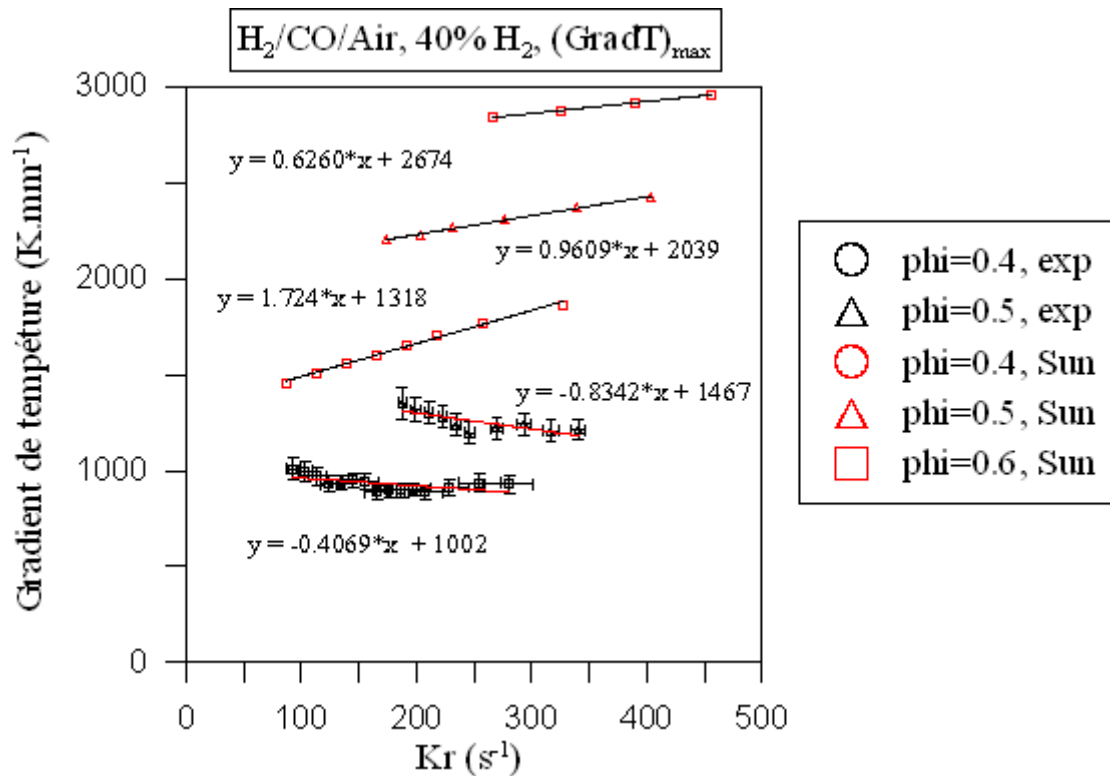 H₂/CO/Air, 40% H₂, (GradT)max
Gradient de tempéture (K.mm⁻¹)
3000
2000
1000
0
y = 0.6260*x + 2674
y = 0.9609*x + 2039
y = 1.724*x + 1318
y = -0.8342*x + 1467
y = -0.4069*x + 1002
0 100 200 300 400 500
Kr (s⁻¹)
phi=0.4, exp
phi=0.5, exp
phi=0.4, Sun
phi=0.5, Sun
phi=0.6, Sun